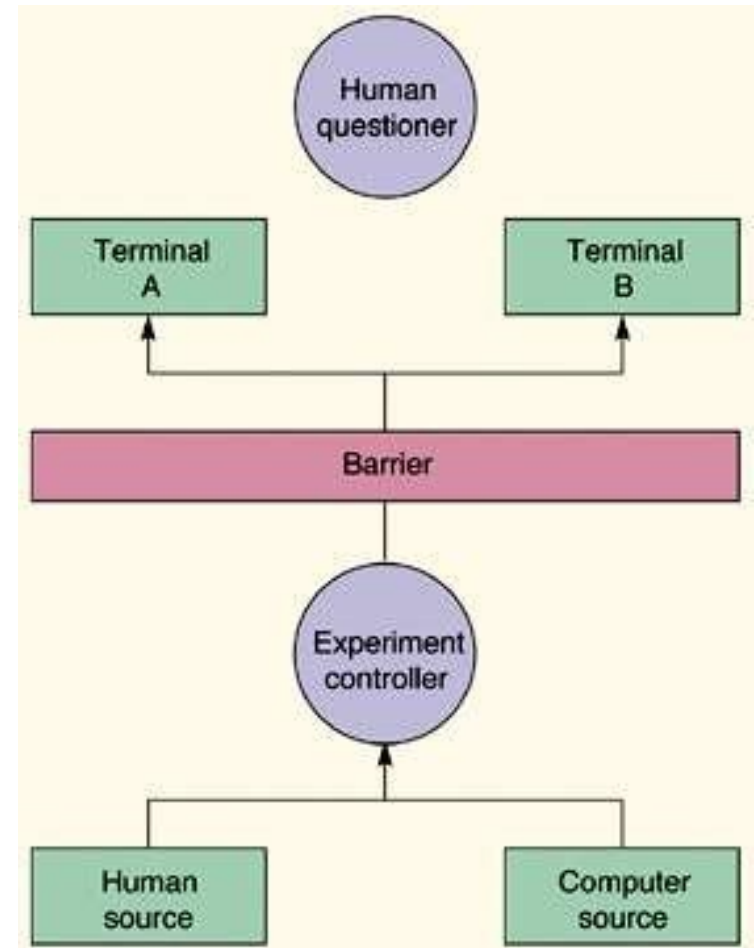 Human
questioner
Terminal
A
Terminal
B
Barrier
Experiment
controller
Human
source
Computer
source